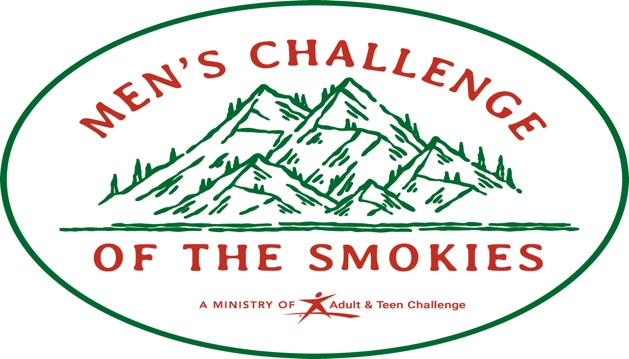 MEN'S CHALLENGE
OF THE SMOKIES
A MINISTRY OF Adult & Teen Challenge